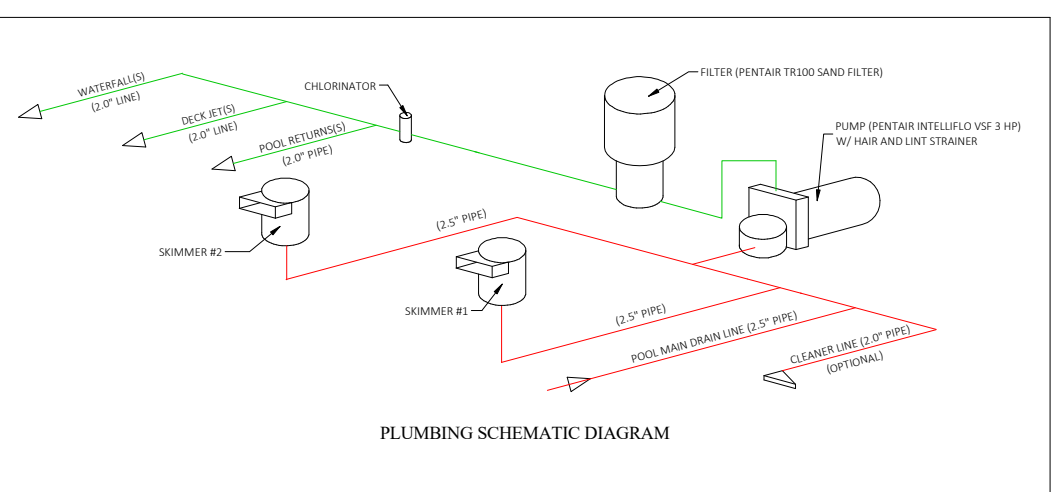 WATERFALL(S)
(2.0" LINE)
DECK JET(S)
(2.0" LINE)
POOL RETURNS(S)
(2.0" PIPE)
CHLORINATOR
FILTER (PENTAIR TR100 SAND FILTER)
PUMP (PENTAIR INTELLIFLO VSF 3 HP)
W/ HAIR AND LINT STRAINER
SKIMMER #2
(2.5" PIPE)
SKIMMER #1
(2.5" PIPE)
POOL MAIN DRAIN LINE (2.5" PIPE)
CLEANER LINE (2.0" PIPE)
(OPTIONAL)
PLUMBING SCHEMATIC DIAGRAM